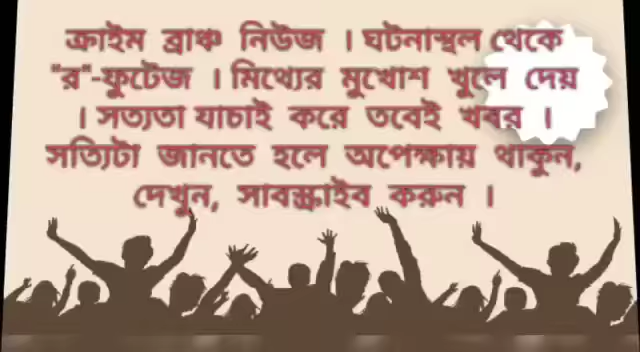 ক্রাইম ব্রাঞ্চ নিউজ । ঘটনাস্থল থেকে
"র"-ফুটেজ । মিথ্যের মুখোশ খুলে দেয়
। সত্যতা যাচাই করে তবেই খবর ।
সত্যিটা জানতে হলে অপেক্ষায় থাকুন,
দেখুন, সাবস্ক্রাইব করুন ।